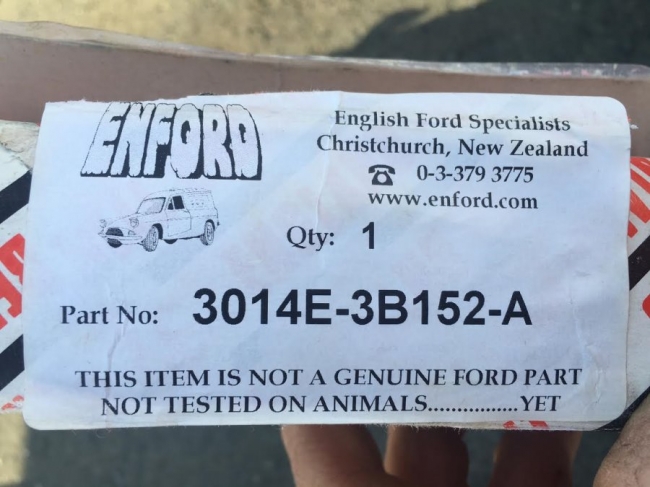 ENFORD
English Ford Specialists
Christchurch, New Zealand
☎ 0-3-379 3775
www.enford.com
Qty: 1
Part No: 3014E-3B152-A
THIS ITEM IS NOT A GENUINE FORD PART
NOT TESTED ON ANIMALS................. YET